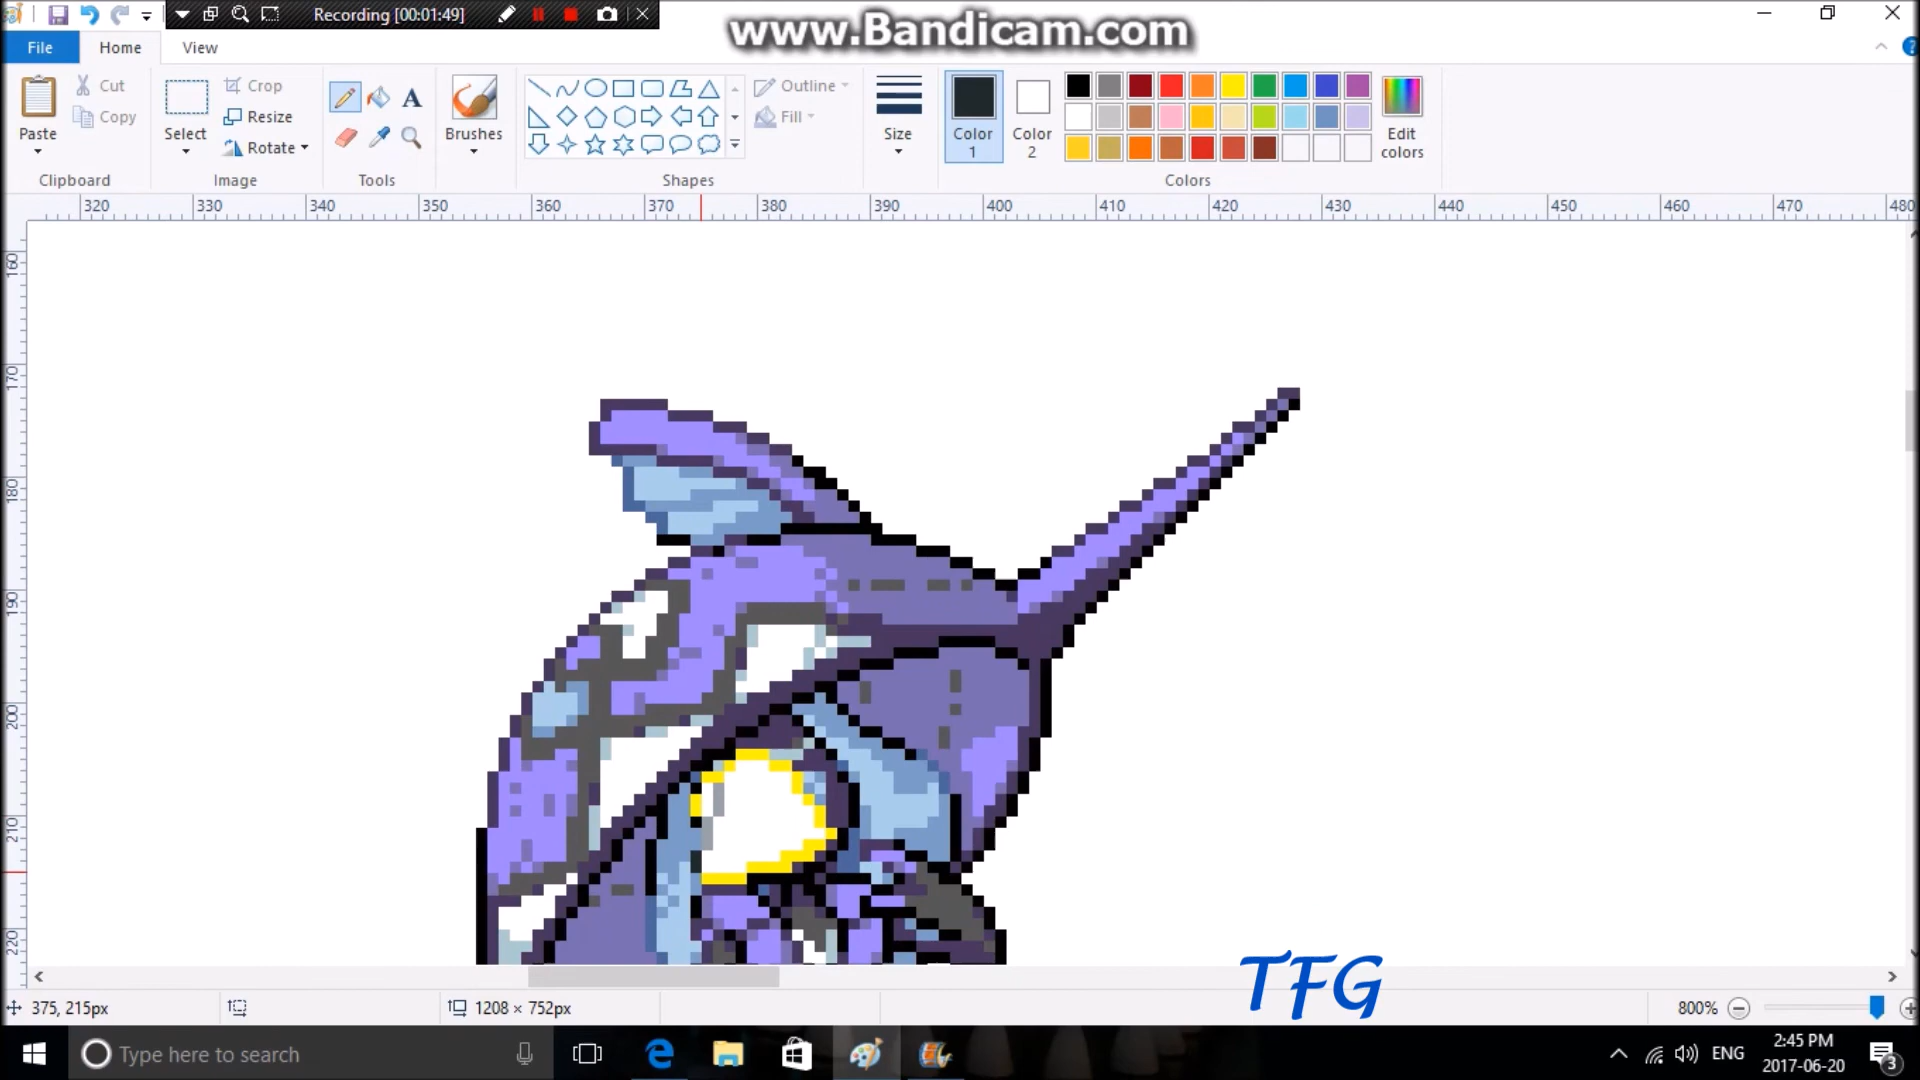 Recording [00:01:49]
www.Bandicam.com
File Home View
Paste
Cut
Copy
Clipboard
Select
Crop
Resize
Rotate
Image
Tools
Brushes
Shapes
Outline
Fill
Size
Color 1
Color 2
Edit colors
Colors
320 330 340 350 360 370 380 390 400 410 420 430 440 450 460 470 480
160
170
180
190
200
210
220
TFG
375, 215px
1208 × 752px
800%
Type here to search
ENG
2:45 PM
2017-06-20
3